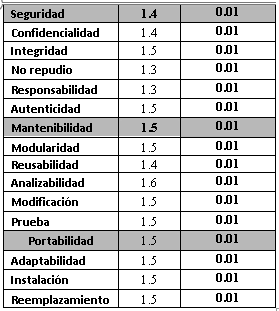 Seguridad 1.4 0.01
Confidencialidad 1.4 0.01
Integridad 1.5 0.01
No repudio 1.3 0.01
Responsabilidad 1.3 0.01
Autenticidad 1.5 0.01
Mantenibilidad 1.5 0.01
Modularidad 1.5 0.01
Reusabilidad 1.4 0.01
Analizabilidad 1.6 0.01
Modificación 1.5 0.01
Prueba 1.5 0.01
Portabilidad 1.5 0.01
Adaptabilidad 1.5 0.01
Instalación 1.5 0.01
Reemplazamiento 1.5 0.01